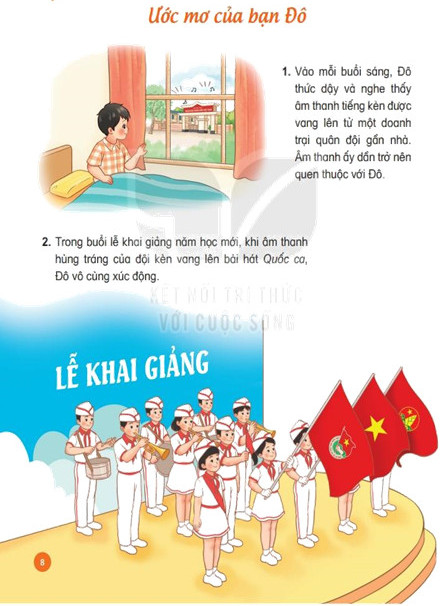 Ước mơ của bạn Đô
1. Vào mỗi buổi sáng, Đô
thức dậy và nghe thấy
âm thanh tiếng kèn được
vang lên từ một doanh
trại quân đội gần nhà.
Âm thanh ấy dần trở nên
quen thuộc với Đô.
2. Trong buổi lễ khai giảng năm học mới, khi âm thanh
hùng tráng của đội kèn vang lên bài hát Quốc ca,
Đô vô cùng xúc động.
KẾT NỐI TRI THỨC
VỚI CUỘC SỐNG
LỄ KHAI GIẢNG
8